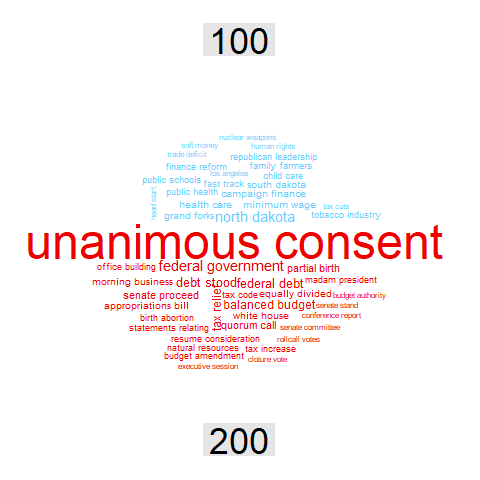 100
nuclear weapons
soft money
human rights
trade deficit
republican leadership
finance reform
family farmers
los angeles
child care
public schools
fast track
south dakota
head start
public health
campaign finance
health care
minimum wage
tax cuts
grand forks
north dakota
tobacco industry
unanimous consent
office building
federal government
partial birth
morning business
debt stood
federal debt
madam president
senate proceed
tax relief
tax code
equally divided
budget authority
appropriations bill
balanced budget
senate stand
birth abortion
white house
conference report
statements relating
quorum call
senate committee
resume consideration
rollcall votes
natural resources
tax increase
budget amendment
cloture vote
executive session
200